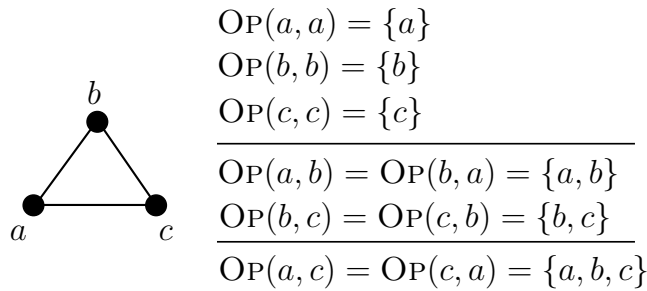 b
a
c
OP(a, a) = {a}
OP(b, b) = {b}
OP(c, c) = {c}
OP(a, b) = OP(b, a) = {a, b}
OP(b, c) = OP(c, b) = {b, c}
OP(a, c) = OP(c, a) = {a, b, c}